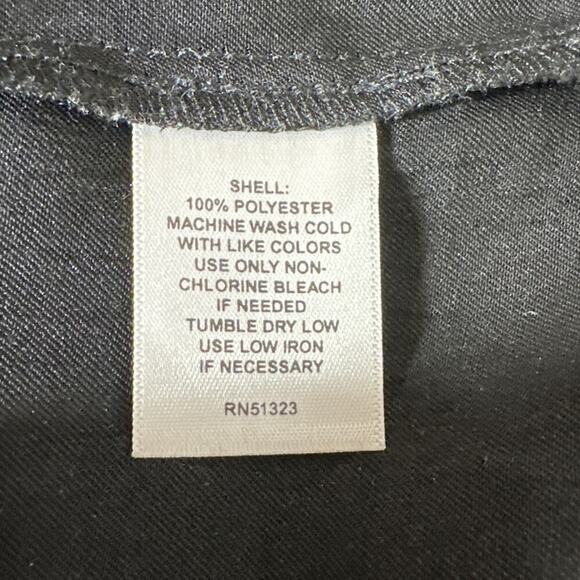 SHELL:
100% POLYESTER
MACHINE WASH COLD
WITH LIKE COLORS
USE ONLY NON-
CHLORINE BLEACH
IF NEEDED
TUMBLE DRY LOW
USE LOW IRON
IF NECESSARY
RN51323